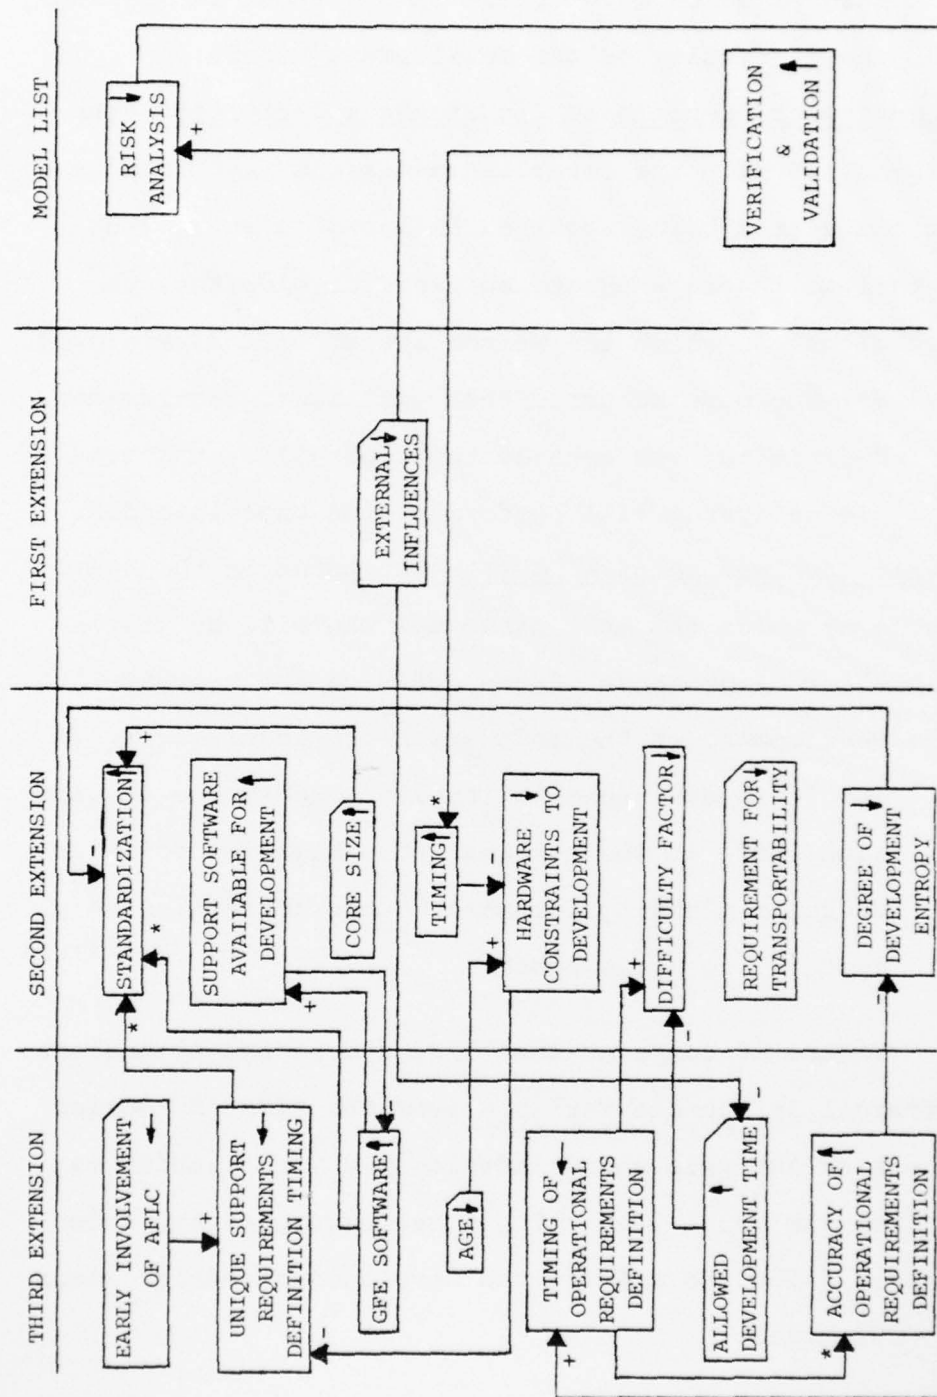 THIRD EXTENSION
SECOND EXTENSION
FIRST EXTENSION
MODEL LIST
EARLY INVOLVEMENT
OF AFLC
+
UNIQUE SUPPORT
REQUIREMENTS
DEFINITION TIMING
-
*
GFE SOFTWARE
-
AGE
TIMING OF
OPERATIONAL
REQUIREMENTS
DEFINITION
+
ALLOWED
DEVELOPMENT TIME
-
ACCURACY OF
OPERATIONAL
REQUIREMENTS
DEFINITION
*
STANDARDIZATION
*
-
+
SUPPORT SOFTWARE
AVAILABLE FOR
DEVELOPMENT
+
CORE SIZE
TIMING
*
HARDWARE
CONSTRAINTS TO
DEVELOPMENT
+
-
DIFFICULTY FACTOR
+
-
REQUIREMENT FOR
TRANSPORTABILITY
DEGREE OF
DEVELOPMENT
ENTROPY
-
EXTERNAL
INFLUENCES
RISK
ANALYSIS
+
VERIFICATION
&
VALIDATION